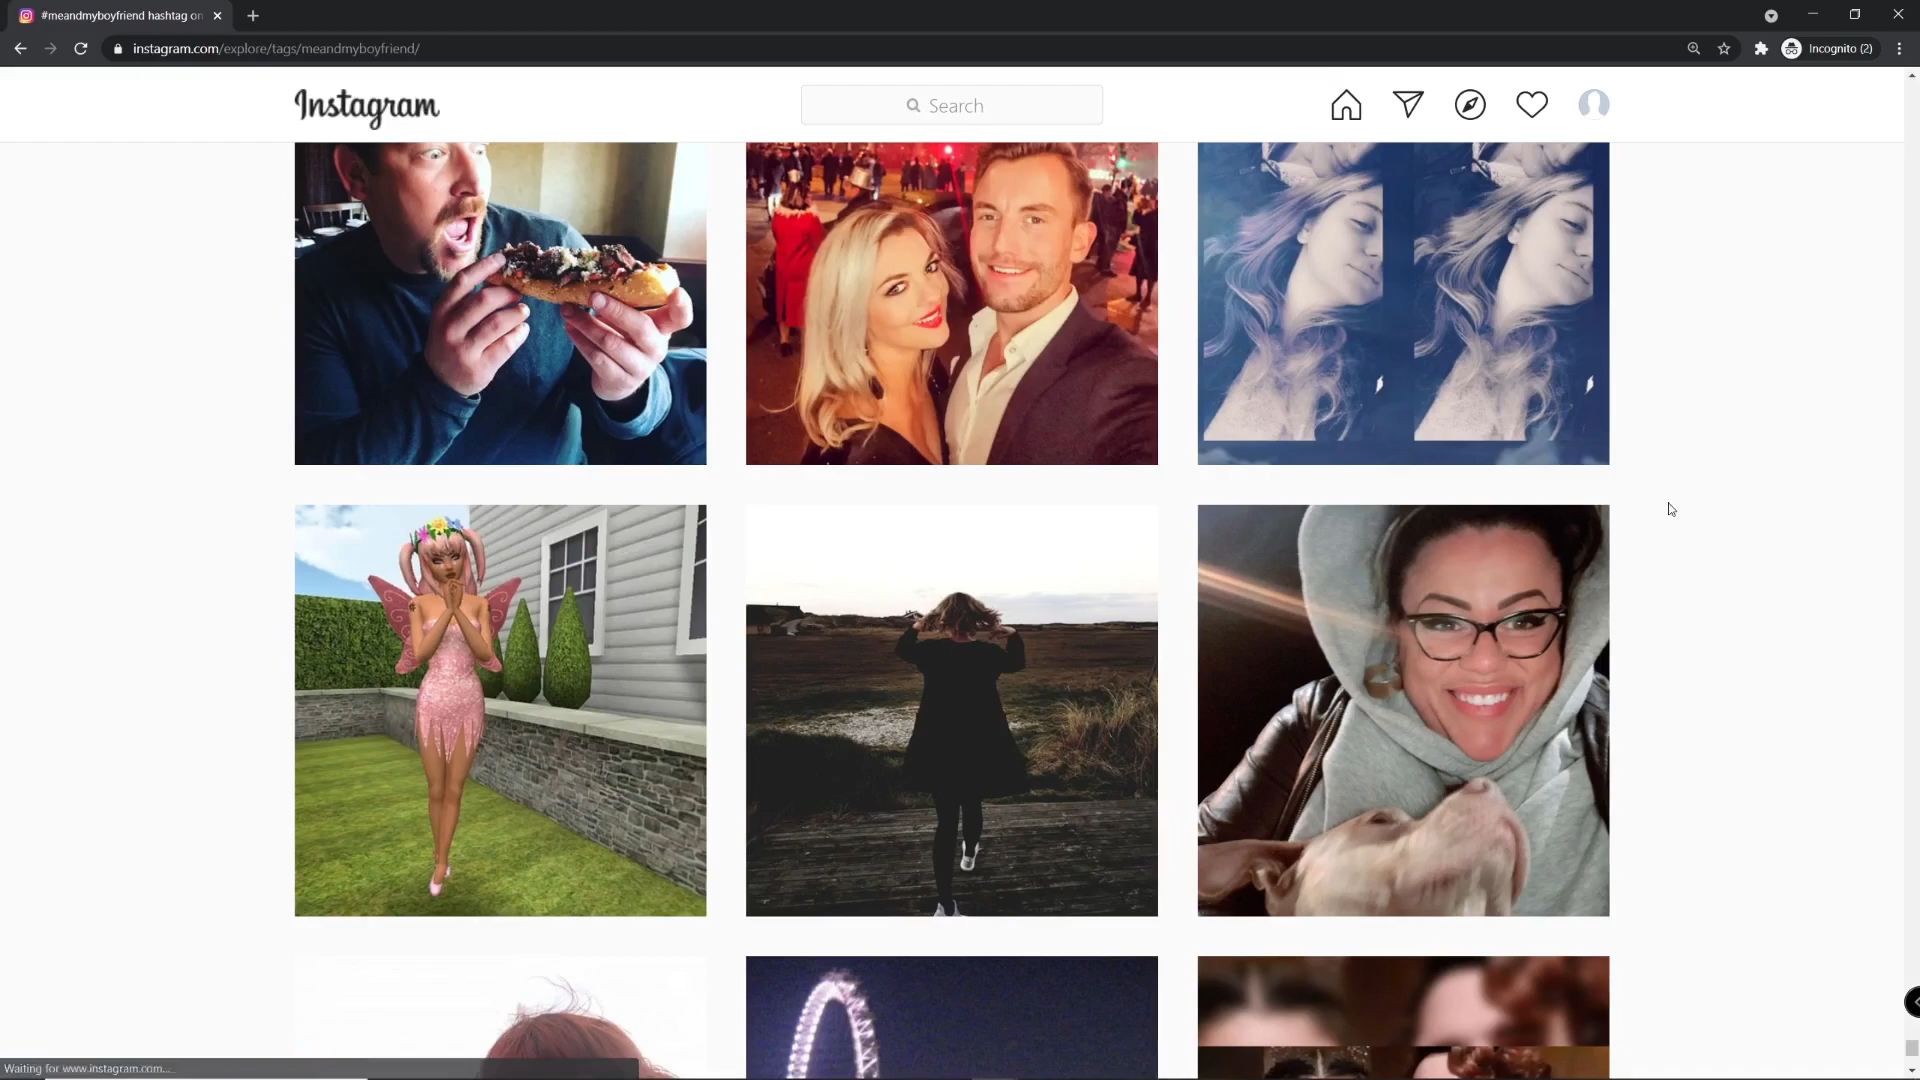 #meandmyboyfriend hashtag on
instagram.com/explore/tags/meandmyboyfriend/
Incognito (2)
Instagram
Search
Waiting for www.instagram.com...